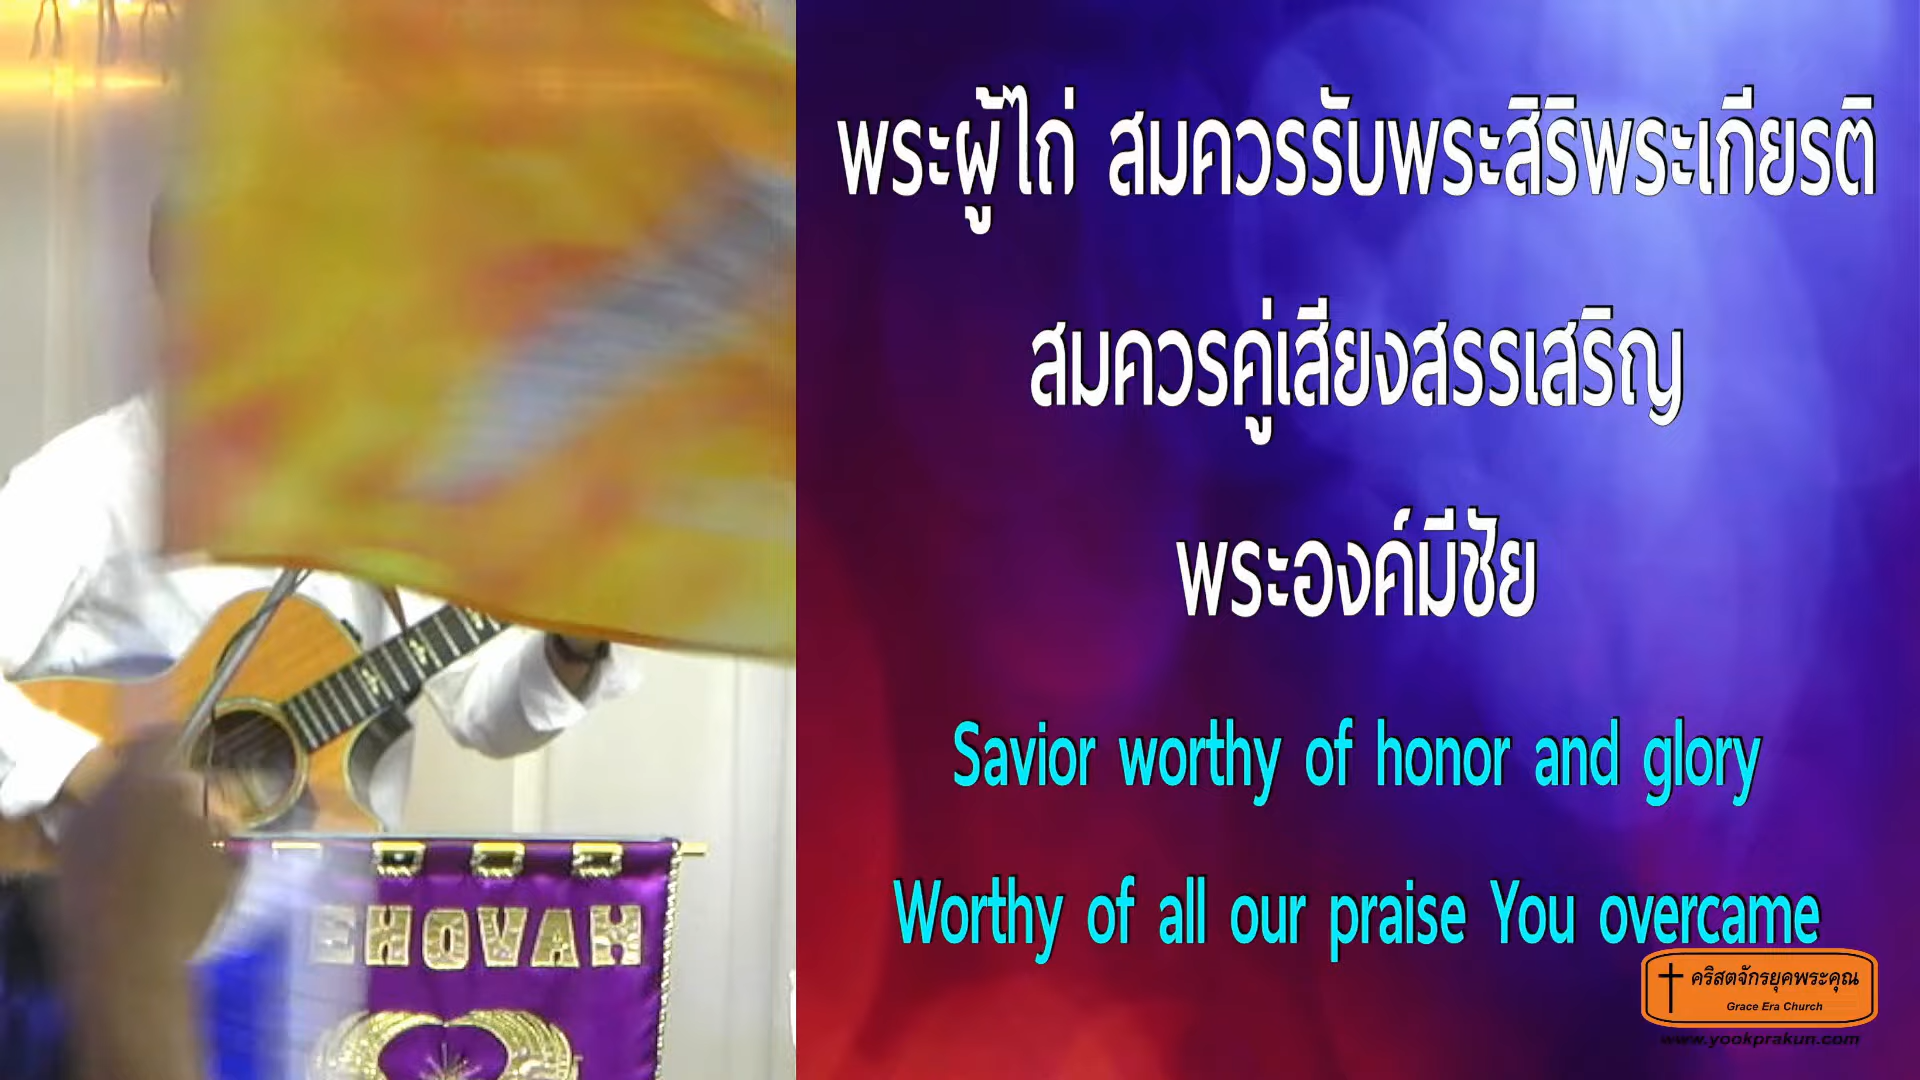 พระผู้ไถ่ สมควรรับพระสิริพระเกียรติ
สมควรคู่เสียงสรรเสริญ
พระองค์มีชัย
Savior worthy of honor and glory
Worthy of all our praise You overcame
EHOVAH
คริสตจักรยุคพระคุณ
Grace Era Church
www.yookprakun.com